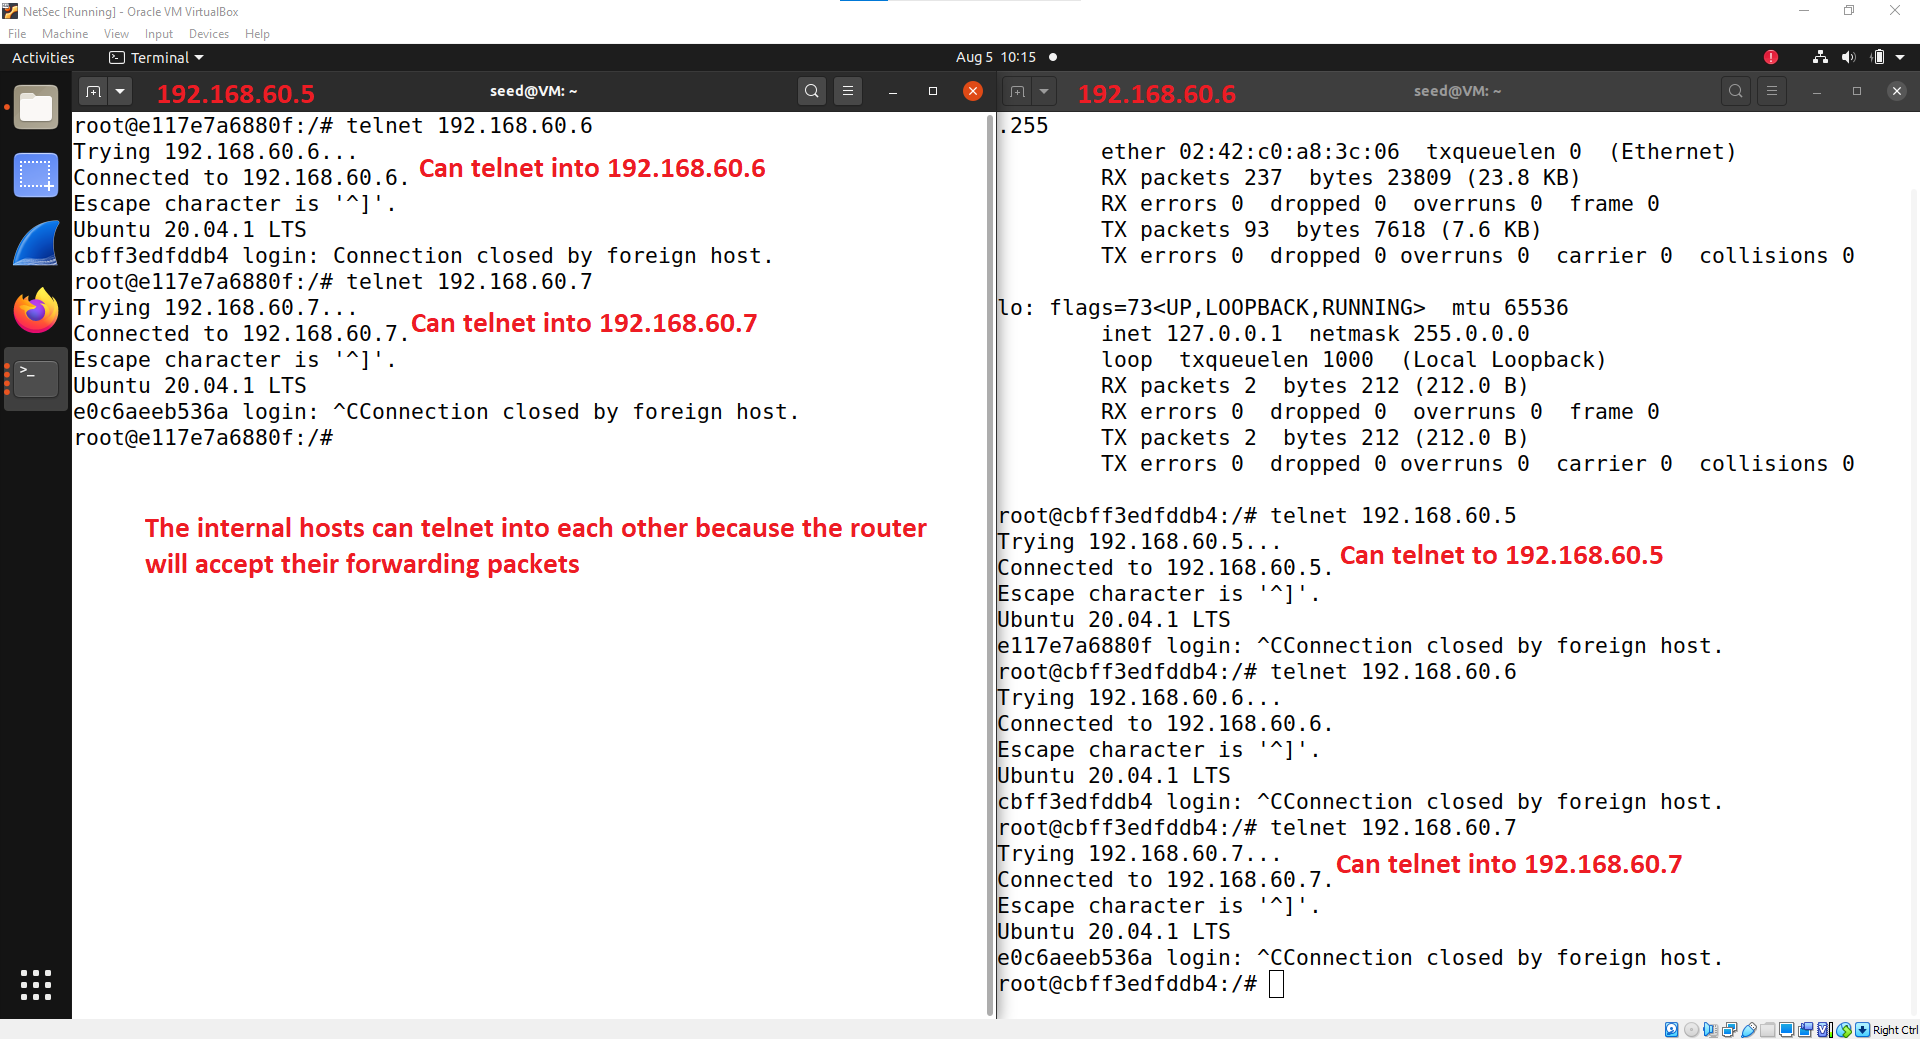 NetSec [Running] - Oracle VM VirtualBox
File Machine View Input Devices Help
Activities Terminal Aug 5 10:15
192.168.60.5 seed@VM: ~
root@e117e7a6880f:/# telnet 192.168.60.6
Trying 192.168.60.6...
Connected to 192.168.60.6. Can telnet into 192.168.60.6
Escape character is '^]'.
Ubuntu 20.04.1 LTS
cbff3edfddb4 login: Connection closed by foreign host.
root@e117e7a6880f:/# telnet 192.168.60.7
Trying 192.168.60.7...
Connected to 192.168.60.7. Can telnet into 192.168.60.7
Escape character is '^]'.
Ubuntu 20.04.1 LTS
e0c6aeeb536a login: ^CConnection closed by foreign host.
root@e117e7a6880f:/#
The internal hosts can telnet into each other because the router
will accept their forwarding packets
192.168.60.6 seed@VM: ~
.255
ether 02:42:c0:a8:3c:06 txqueuelen 0 (Ethernet)
RX packets 237 bytes 23809 (23.8 KB)
RX errors 0 dropped 0 overruns 0 frame 0
TX packets 93 bytes 7618 (7.6 KB)
TX errors 0 dropped 0 overruns 0 carrier 0 collisions 0
lo: flags=73<UP,LOOPBACK,RUNNING> mtu 65536
inet 127.0.0.1 netmask 255.0.0.0
loop txqueuelen 1000 (Local Loopback)
RX packets 2 bytes 212 (212.0 B)
RX errors 0 dropped 0 overruns 0 frame 0
TX packets 2 bytes 212 (212.0 B)
TX errors 0 dropped 0 overruns 0 carrier 0 collisions 0
root@cbff3edfddb4:/# telnet 192.168.60.5
Trying 192.168.60.5...
Connected to 192.168.60.5. Can telnet to 192.168.60.5
Escape character is '^]'.
Ubuntu 20.04.1 LTS
e117e7a6880f login: ^CConnection closed by foreign host.
root@cbff3edfddb4:/# telnet 192.168.60.6
Trying 192.168.60.6...
Connected to 192.168.60.6.
Escape character is '^]'.
Ubuntu 20.04.1 LTS
cbff3edfddb4 login: ^CConnection closed by foreign host.
root@cbff3edfddb4:/# telnet 192.168.60.7
Trying 192.168.60.7...
Connected to 192.168.60.7. Can telnet into 192.168.60.7
Escape character is '^]'.
Ubuntu 20.04.1 LTS
e0c6aeeb536a login: ^CConnection closed by foreign host.
root@cbff3edfddb4:/#
Right Ctrl